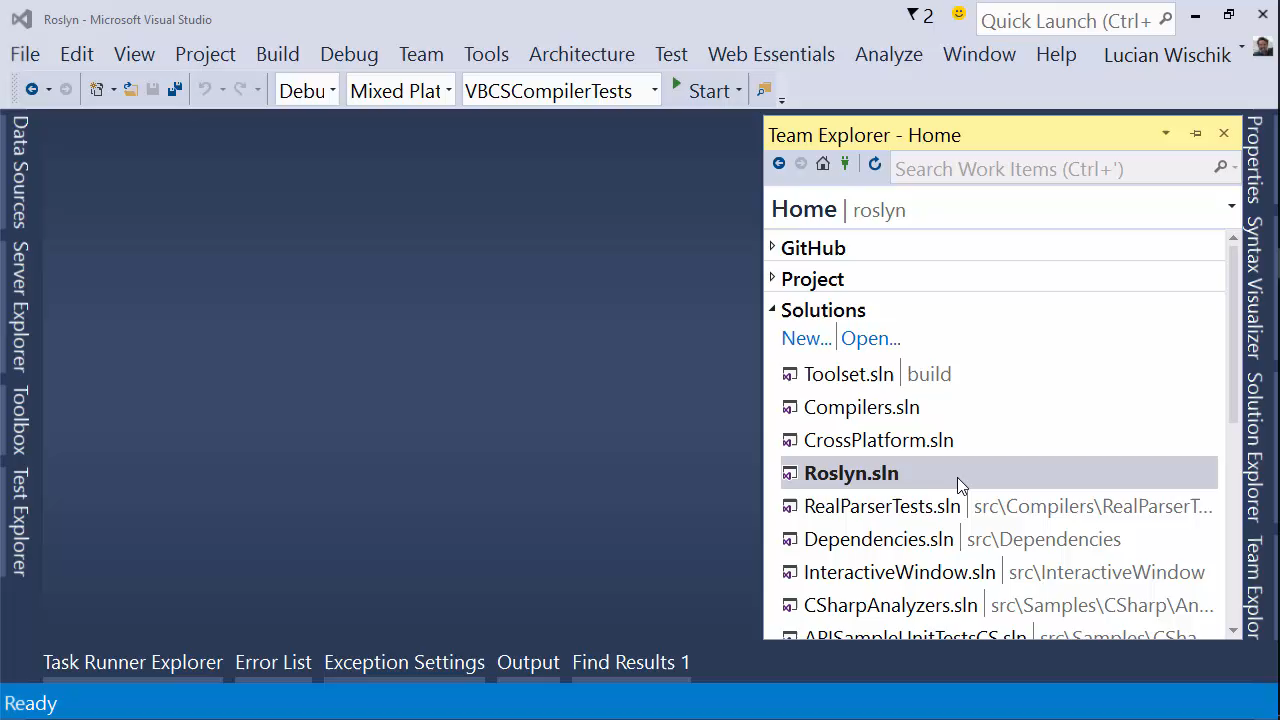 Roslyn - Microsoft Visual Studio
2
Quick Launch (Ctrl+
File Edit View Project Build Debug Team Tools Architecture Test Web Essentials Analyze Window Help Lucian Wischik
Debu Mixed Plat VBCSCompilerTests Start
Data Sources
Server Explorer
Toolbox
Test Explorer
Team Explorer - Home
Search Work Items (Ctrl+')
Home | roslyn
GitHub
Project
Solutions
New... | Open...
Toolset.sln | build
Compilers.sln
CrossPlatform.sln
Roslyn.sln
RealParserTests.sln | src\Compilers\RealParserT...
Dependencies.sln | src\Dependencies
InteractiveWindow.sln | src\InteractiveWindow
CSharpAnalyzers.sln | src\Samples\CSharp\An...
APISampleUnitTestsCS.sln | src\Samples\CSha...
Properties
Syntax Visualizer
Solution Explorer
Team Explor
Task Runner Explorer Error List Exception Settings Output Find Results 1
Ready